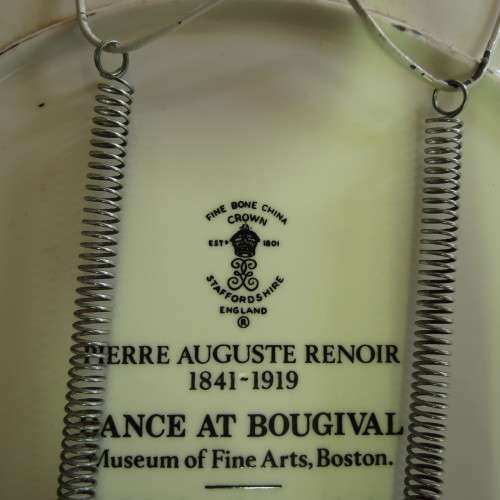 FINE BONE CHINA
CROWN
ESTD 1801
STAFFORDSHIRE
ENGLAND
®
PIERRE AUGUSTE RENOIR
1841-1919
DANCE AT BOUGIVAL
Museum of Fine Arts, Boston.